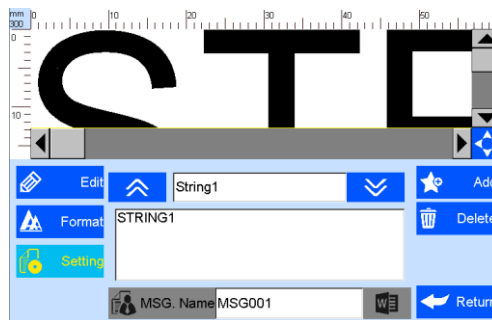 mm 10 20 30 40 50
300
0
STR
10
Edit String1 Add
Format STRING1 Delete
Setting
MSG. Name MSG001 Return